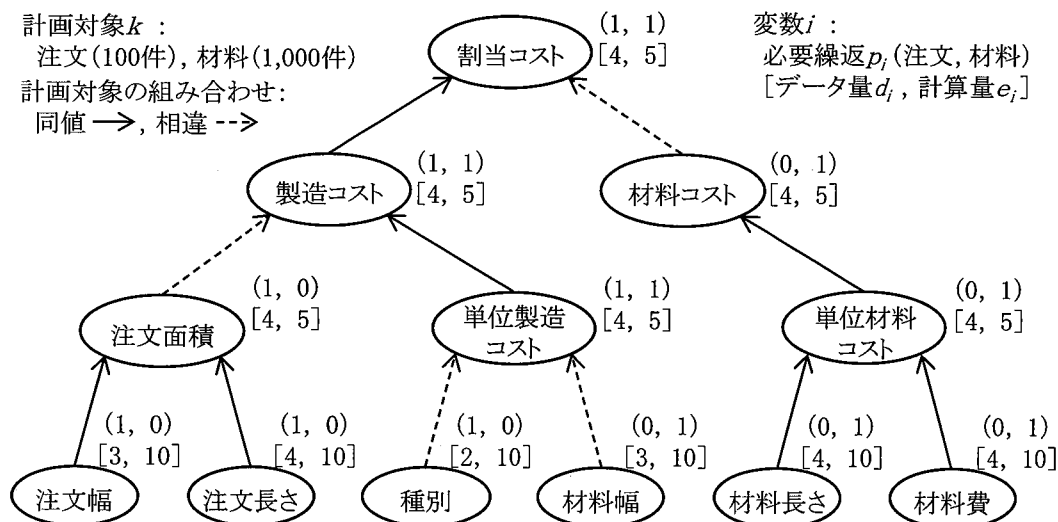 計画対象k :
注文(100件), 材料(1,000件)
計画対象の組み合わせ:
同値 →, 相違 -->
変数i :
必要繰返pi(注文, 材料)
[データ量di , 計算量ei]
割当コスト
(1, 1)
[4, 5]
製造コスト
(1, 1)
[4, 5]
材料コスト
(0, 1)
[4, 5]
注文面積
(1, 0)
[4, 5]
単位製造
コスト
(1, 1)
[4, 5]
単位材料
コスト
(0, 1)
[4, 5]
注文幅
(1, 0)
[3, 10]
注文長さ
(1, 0)
[4, 10]
種別
(1, 0)
[2, 10]
材料幅
(0, 1)
[3, 10]
材料長さ
(0, 1)
[4, 10]
材料費
(0, 1)
[4, 10]